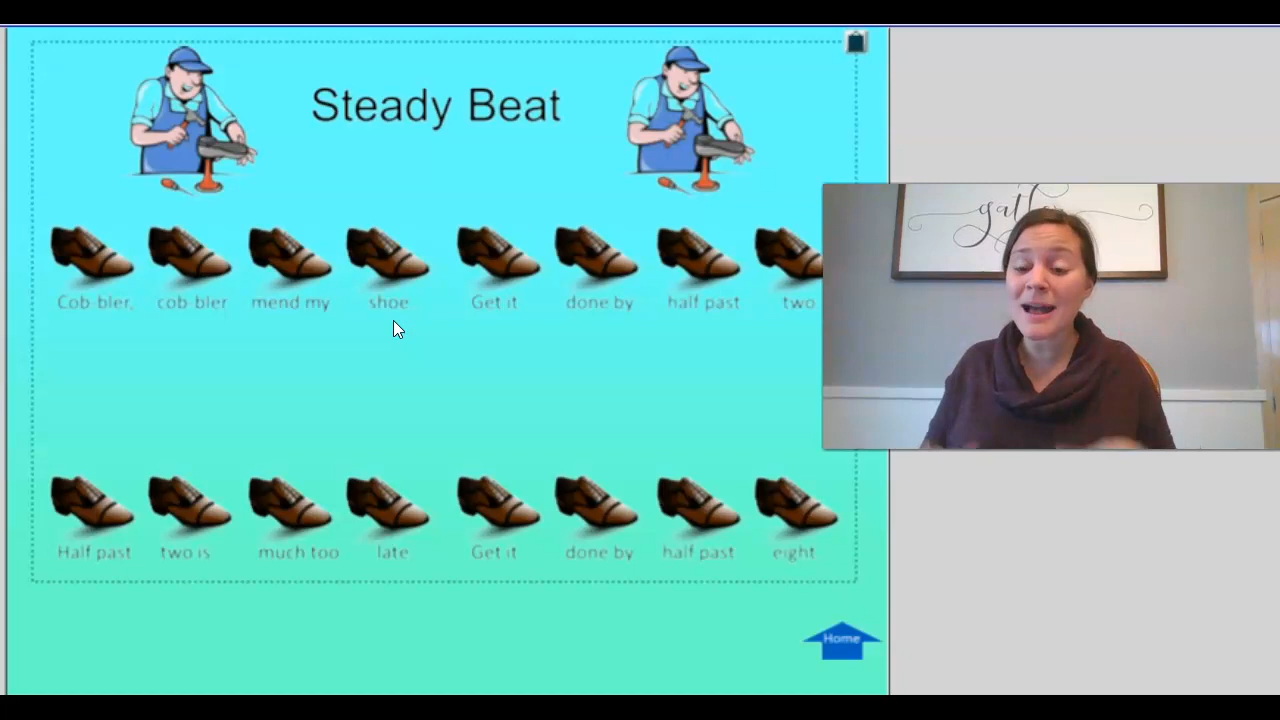 Steady Beat
Cob-bler, cob-bler mend my shoe Get it done by half past two
Half past two is much too late Get it done by half past eight
Home